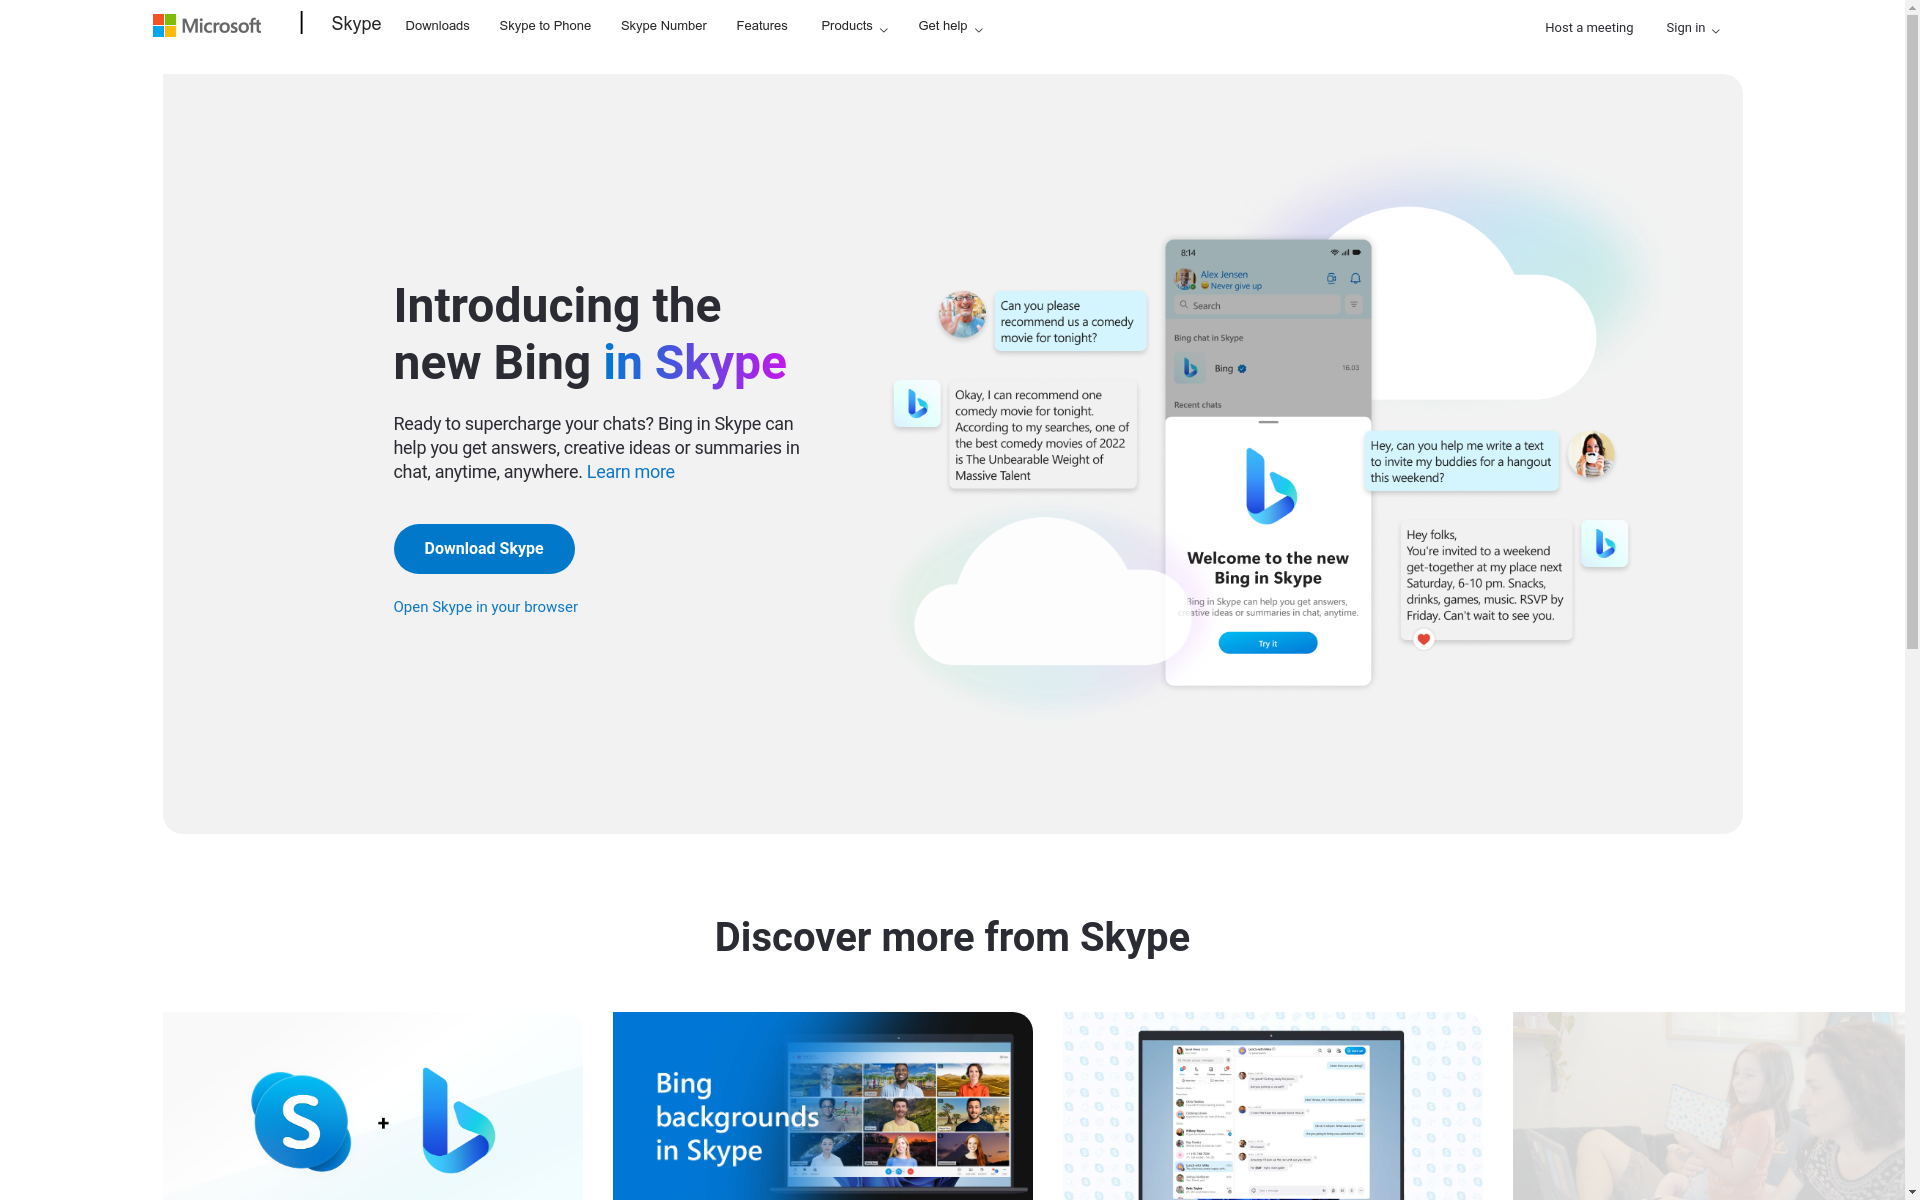 Microsoft
Skype
Downloads
Skype to Phone
Skype Number
Features
Products
Get help
Host a meeting
Sign in
Introducing the
new Bing in Skype
Ready to supercharge your chats? Bing in Skype can
help you get answers, creative ideas or summaries in
chat, anytime, anywhere. Learn more
Download Skype
Open Skype in your browser
Can you please
recommend us a comedy
movie for tonight?
Okay, I can recommend one
comedy movie for tonight.
According to my searches, one of
the best comedy movies of 2022
is The Unbearable Weight of
Massive Talent
8:14
Alex Jensen
Never give up
Search
Bing chat in Skype
Bing
16.03
Recent chats
Welcome to the new
Bing in Skype
Bing in Skype can help you get answers,
creative ideas or summaries in chat, anytime.
Try it
Hey, can you help me write a text
to invite my buddies for a hangout
this weekend?
Hey folks,
You're invited to a weekend
get-together at my place next
Saturday, 6-10 pm. Snacks,
drinks, games, music. RSVP by
Friday. Can't wait to see you.
Discover more from Skype
S
+
Bing
backgrounds
in Skype